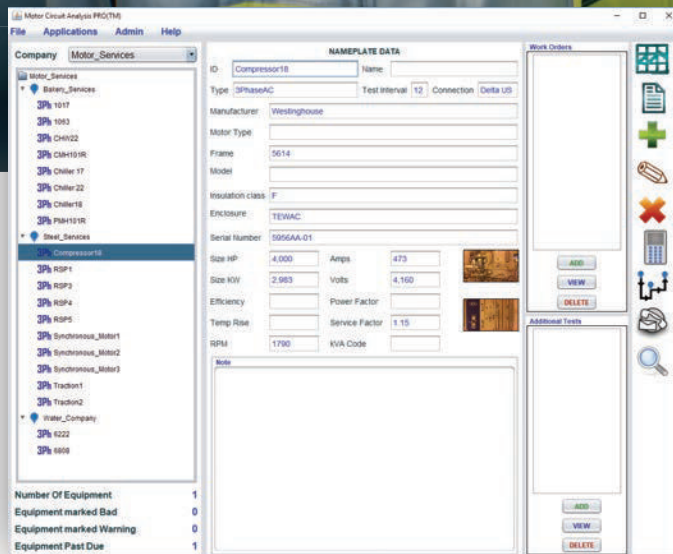 Motor Circuit Analysis PRO(TM)
File Applications Admin Help
Company Motor_Services
Motor_Services
Bakery_Services
3Ph 1017
3Ph 1063
3Ph CHW22
3Ph CMH101R
3Ph Chiller 17
3Ph Chiller 22
3Ph Chiller18
3Ph PMH101R
Steel_Services
3Ph Compressor18
3Ph RSP1
3Ph RSP3
3Ph RSP4
3Ph RSP5
3Ph Synchronous_Motor1
3Ph Synchronous_Motor2
3Ph Synchronous_Motor3
3Ph Traction1
3Ph Traction2
Water_Company
3Ph 6222
3Ph 6808
Number Of Equipment 1
Equipment marked Bad 0
Equipment marked Warning 0
Equipment Past Due 1
NAMEPLATE DATA
ID Compressor18 Name
Type 3PhaseAC Test Interval 12 Connection Delta US
Manufacturer Westinghouse
Motor Type
Frame 5614
Model
Insulation class F
Enclosure TEWAC
Serial Number 5956AA-01
Size HP 4,000 Amps 473
Size KW 2,983 Volts 4,160
Efficiency Power Factor
Temp Rise Service Factor 1.15
RPM 1790 kVA Code
Note
Work Orders
ADD
VIEW
DELETE
Additional Tests
ADD
VIEW
DELETE